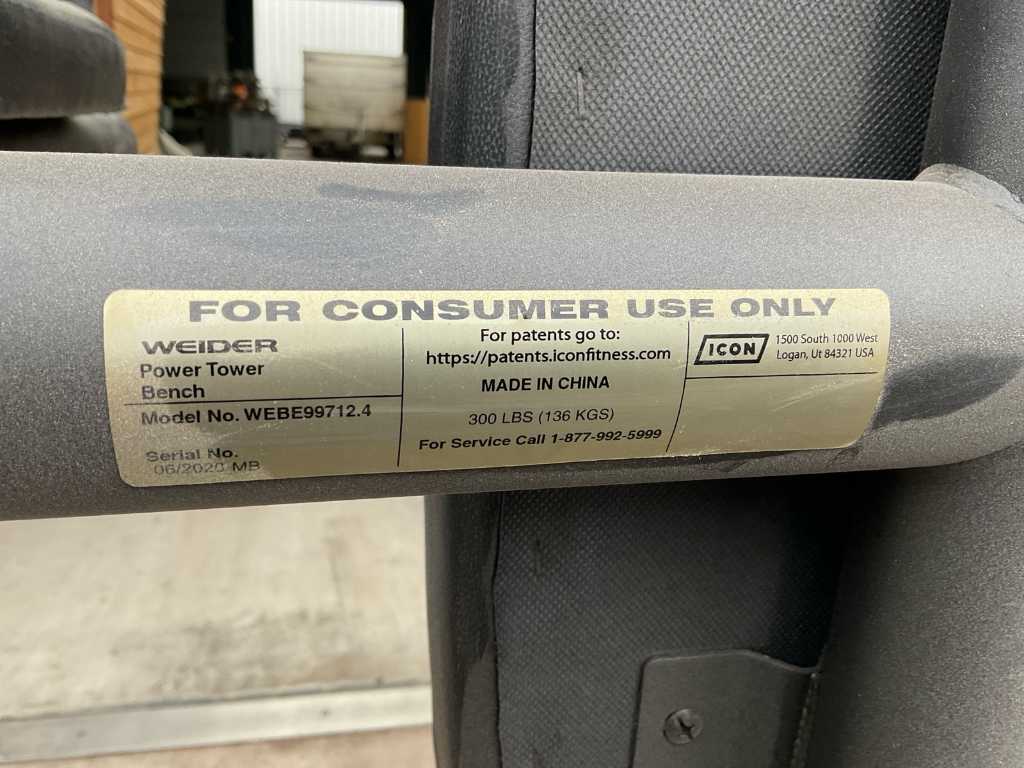 FOR CONSUMER USE ONLY
WEIDER
Power Tower
Bench
Model No. WEBE99712.4
Serial No.
06/2020 MB
For patents go to:
https://patents.iconfitness.com
MADE IN CHINA
300 LBS (136 KGS)
For Service Call 1-877-992-5999
ICON
1500 South 1000 West
Logan, Ut 84321 USA